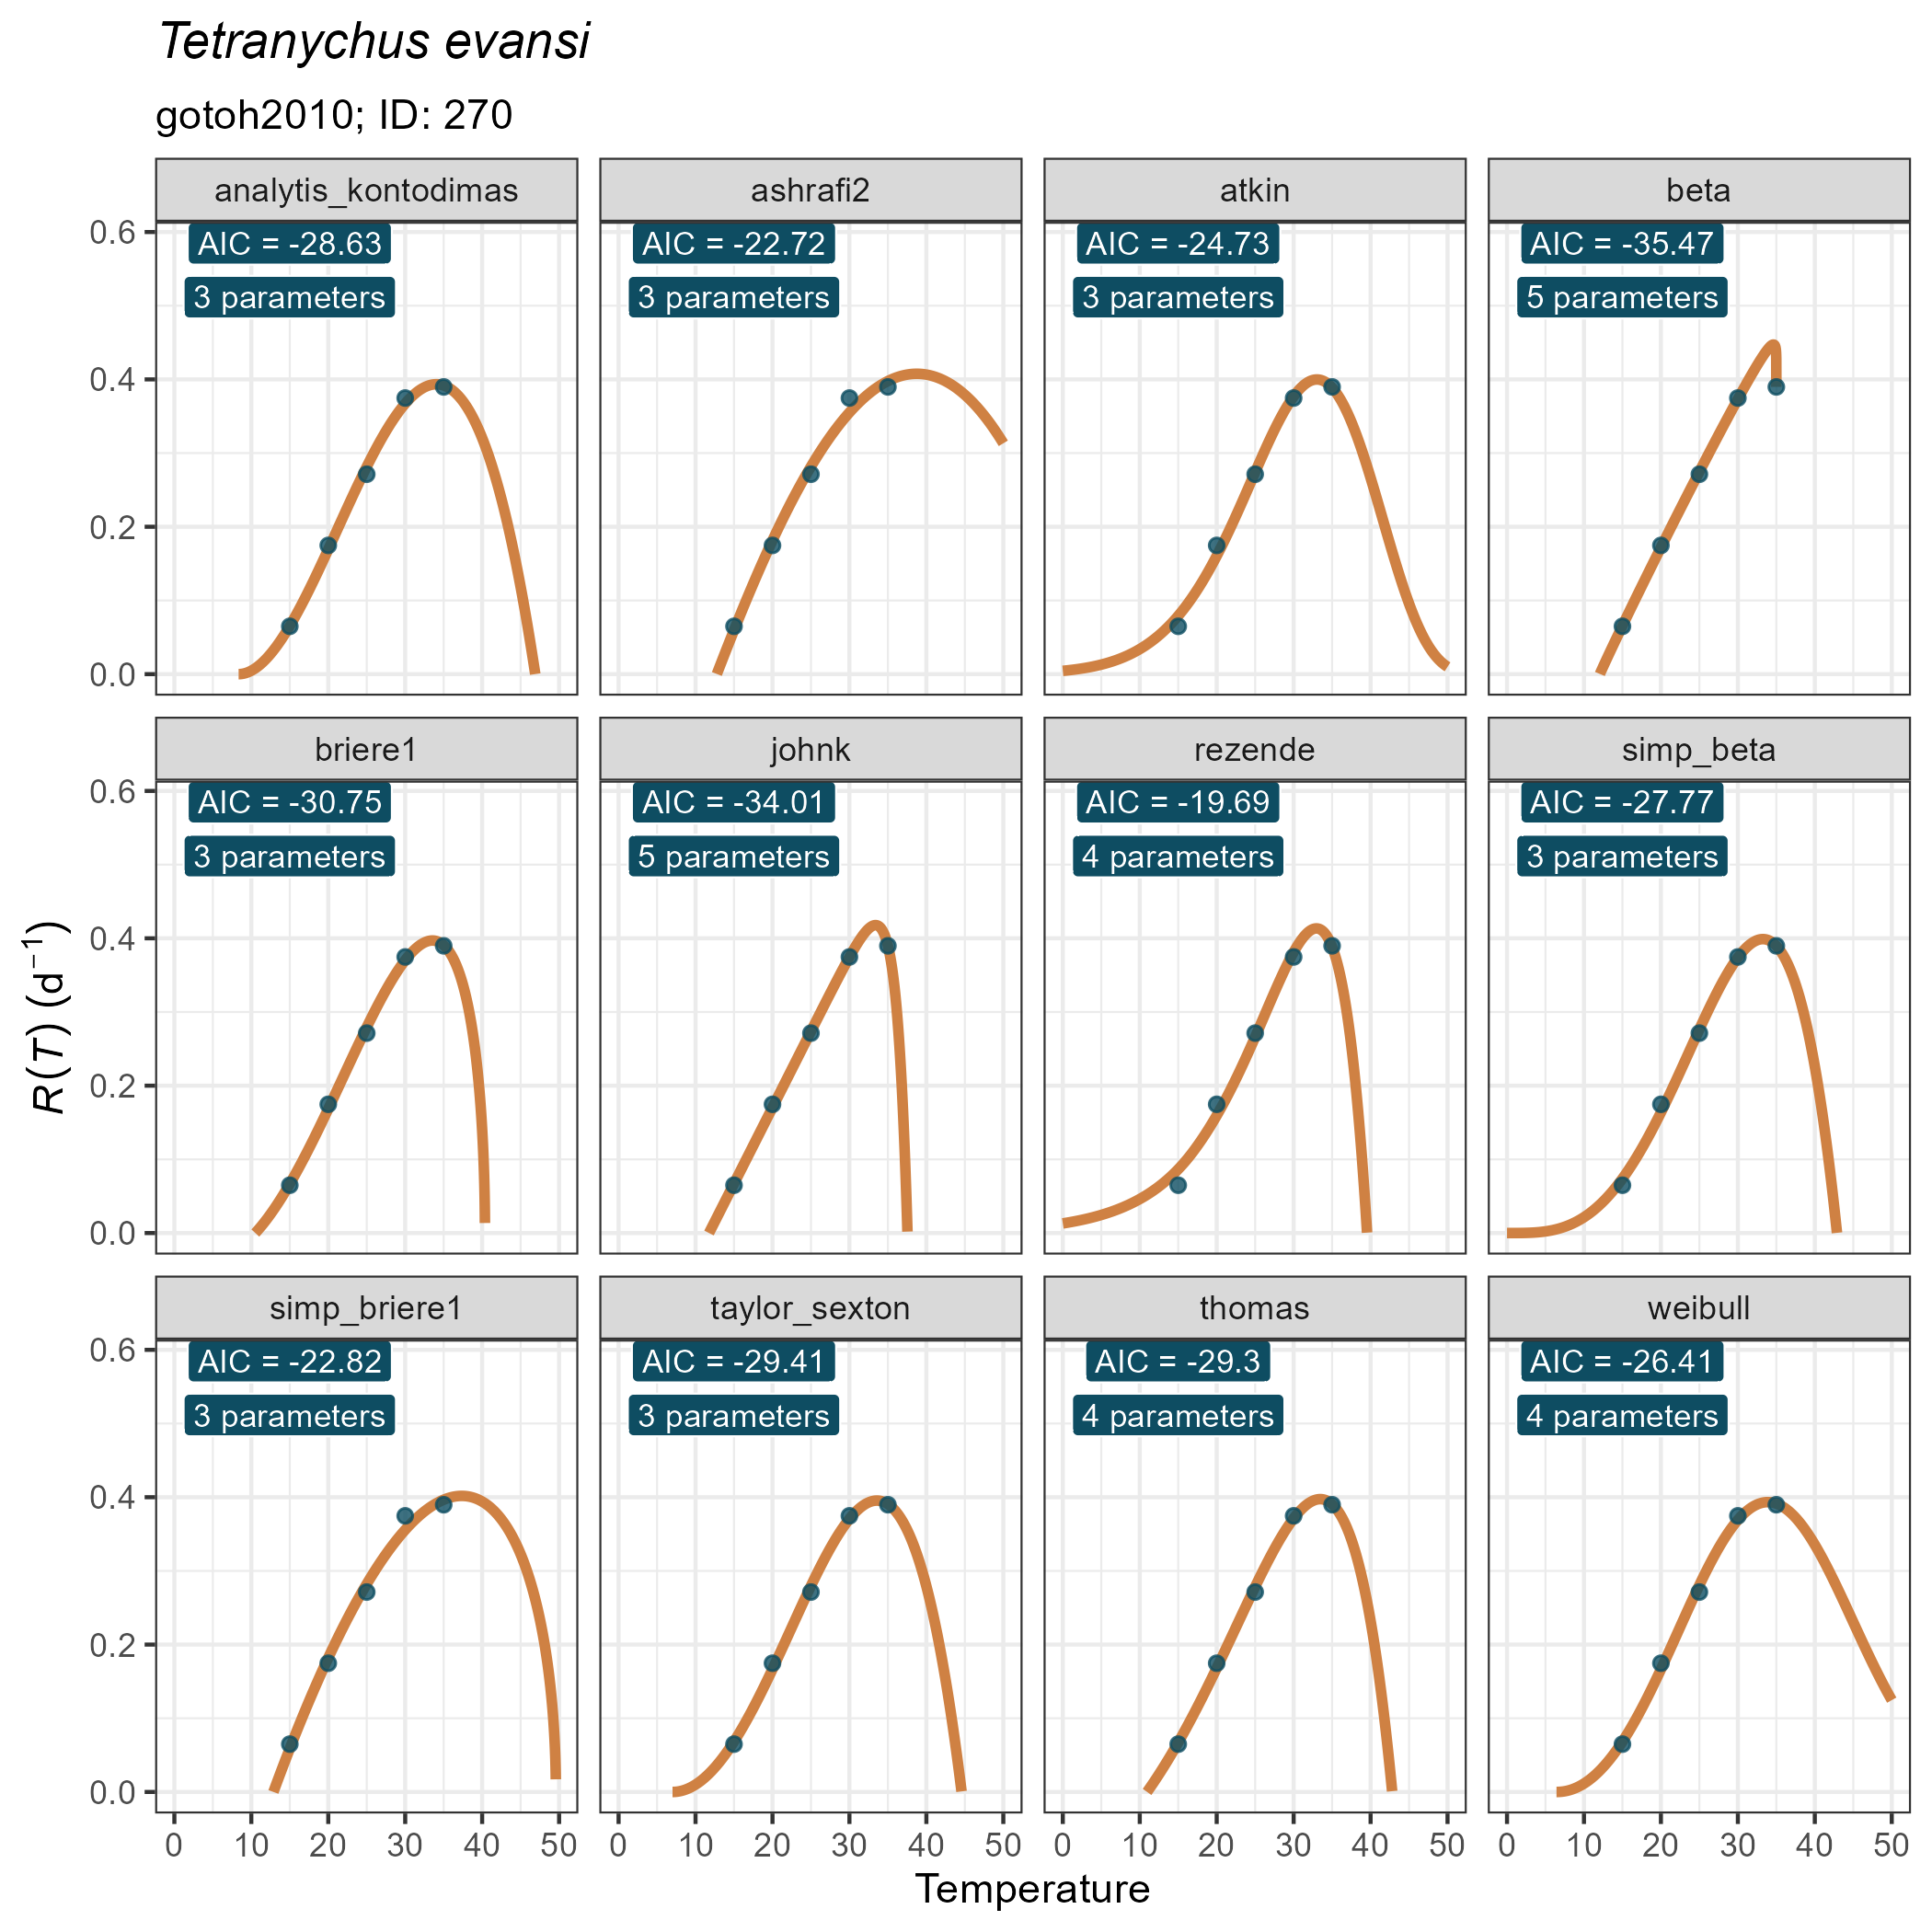 Tetranychus evansi
gotoh2010; ID: 270
analytis_kontodimas
ashrafi2
atkin
beta
0.6
0.4
0.2
0.0
AIC = -28.63
3 parameters
AIC = -22.72
3 parameters
AIC = -24.73
3 parameters
AIC = -35.47
5 parameters
briere1
johnk
rezende
simp_beta
0.6
0.4
0.2
0.0
AIC = -30.75
3 parameters
AIC = -34.01
5 parameters
AIC = -19.69
4 parameters
AIC = -27.77
3 parameters
R(T) (d⁻¹)
simp_briere1
taylor_sexton
thomas
weibull
0.6
0.4
0.2
0.0
AIC = -22.82
3 parameters
AIC = -29.41
3 parameters
AIC = -29.3
4 parameters
AIC = -26.41
4 parameters
0 10 20 30 40 50
0 10 20 30 40 50
0 10 20 30 40 50
0 10 20 30 40 50
Temperature